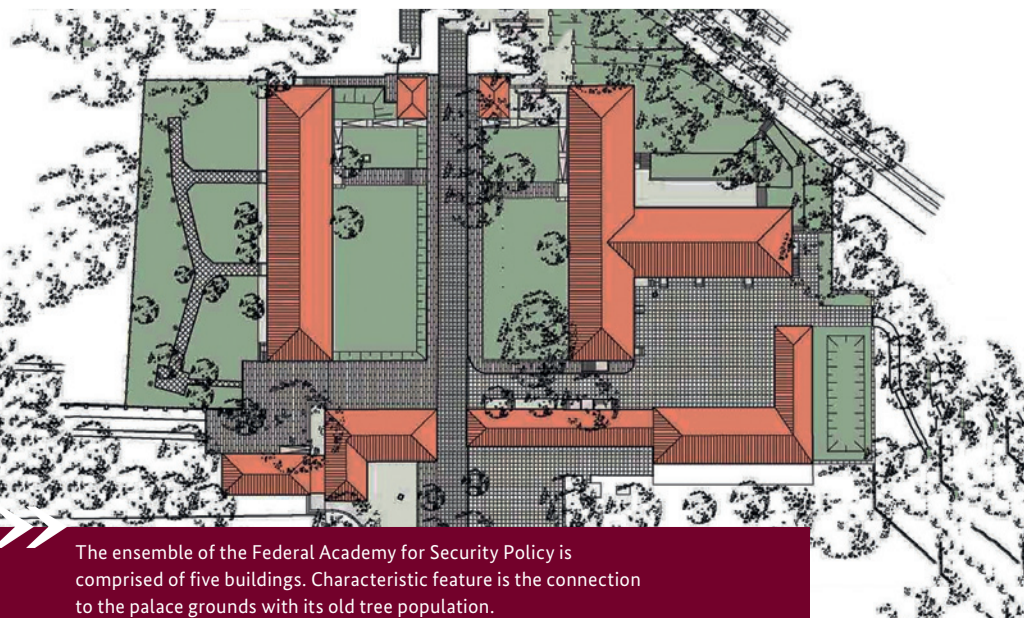 The ensemble of the Federal Academy for Security Policy is
comprised of five buildings. Characteristic feature is the connection
to the palace grounds with its old tree population.